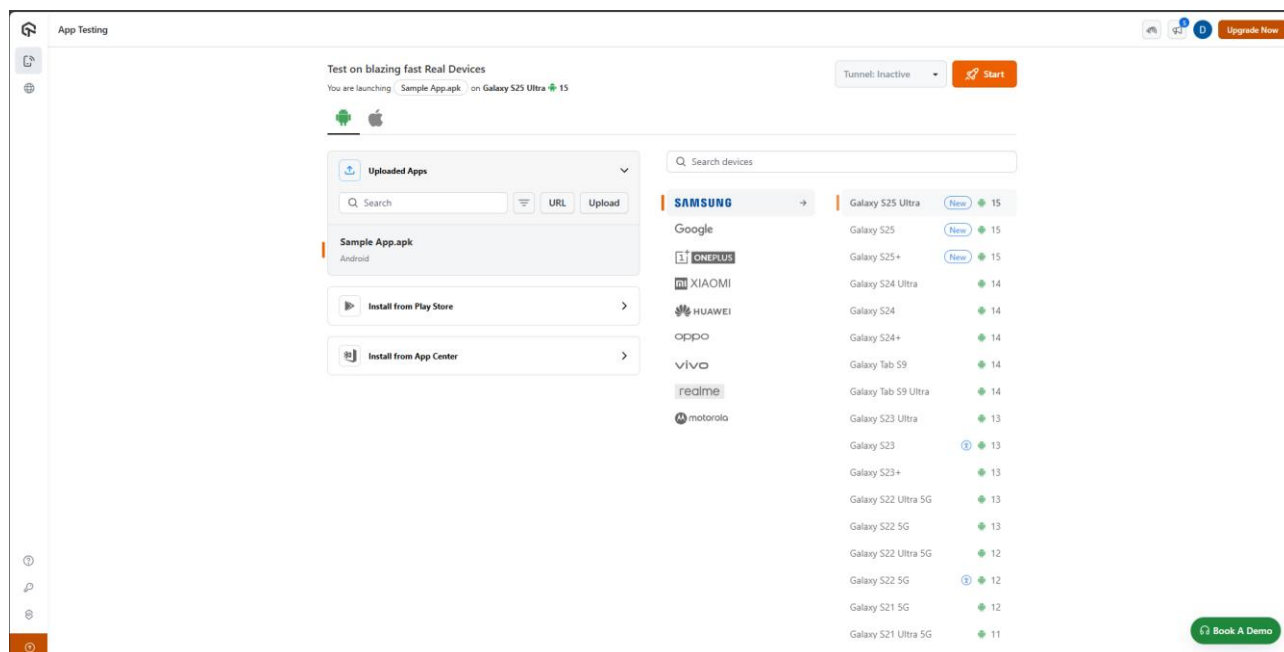 App Testing
5
D
Upgrade Now
Test on blazing fast Real Devices
You are launching Sample App.apk on Galaxy S25 Ultra 15
Tunnel: Inactive
Start
Uploaded Apps
Search
URL
Upload
Sample App.apk
Android
Install from Play Store
Install from App Center
Search devices
SAMSUNG
Google
1+ ONEPLUS
mi XIAOMI
HUAWEI
oppo
vivo
realme
motorola
Galaxy S25 Ultra New 15
Galaxy S25 New 15
Galaxy S25+ New 15
Galaxy S24 Ultra 14
Galaxy S24 14
Galaxy S24+ 14
Galaxy Tab S9 14
Galaxy Tab S9 Ultra 14
Galaxy S23 Ultra 13
Galaxy S23 13
Galaxy S23+ 13
Galaxy S22 Ultra 5G 13
Galaxy S22 5G 13
Galaxy S22 Ultra 5G 12
Galaxy S22 5G 12
Galaxy S21 5G 12
Galaxy S21 Ultra 5G 11
Book A Demo